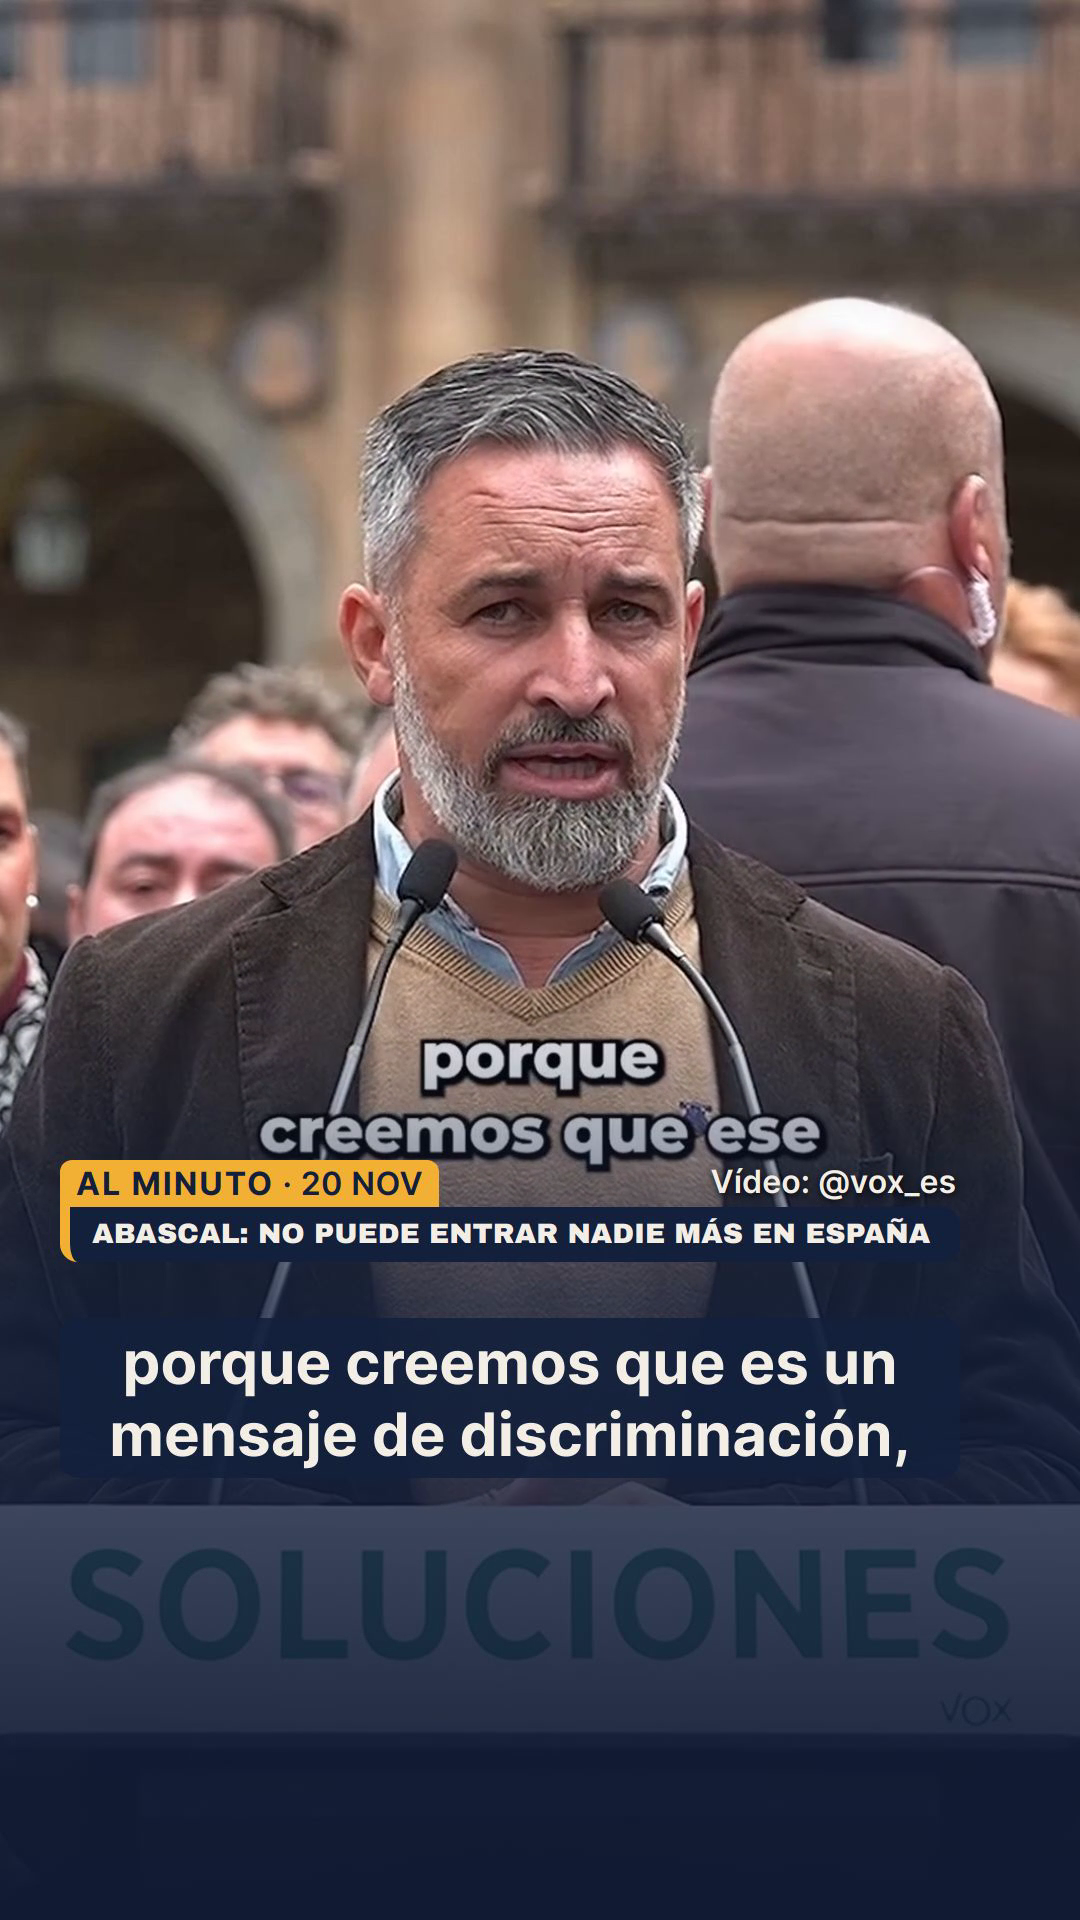 porque
creemos que ese
AL MINUTO · 20 NOV
Vídeo: @vox_es
ABASCAL: NO PUEDE ENTRAR NADIE MÁS EN ESPAÑA
porque creemos que es un
mensaje de discriminación,
SOLUCIONES
VOX